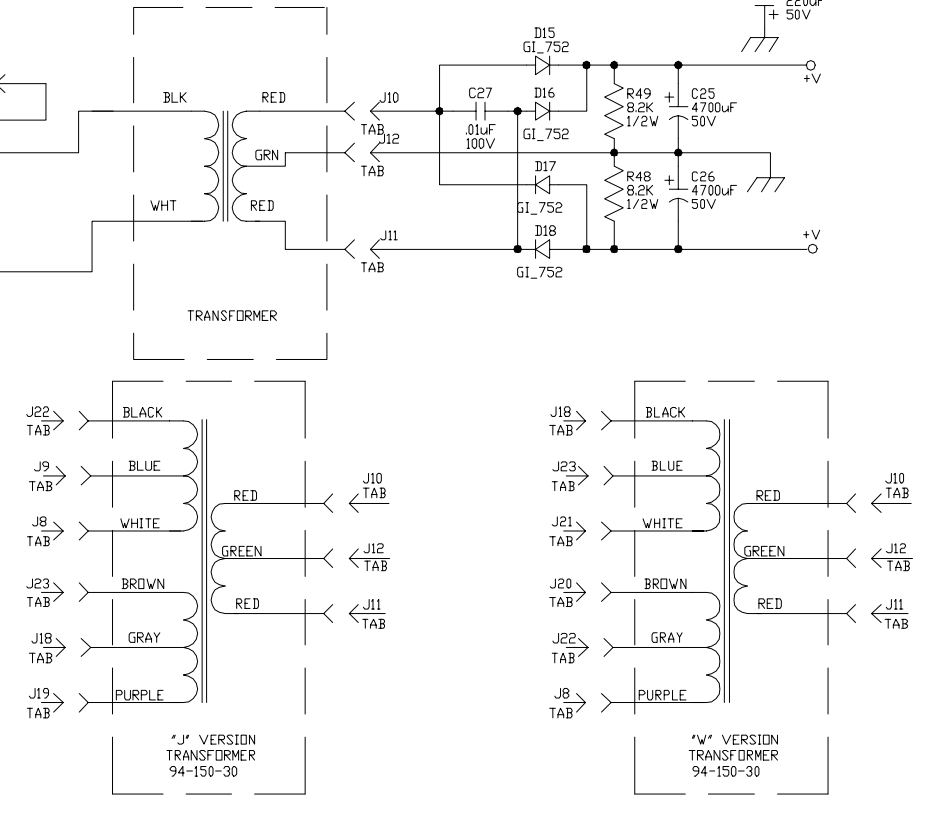 220uF
+ 50V
D15
GI_752
+V
BLK
RED
J10
TAB
C27
.01uF
100V
D16
GI_752
R49
8.2K
1/2W
+ C25
4700uF
50V
J12
TAB
GRN
D17
GI_752
R48
8.2K
1/2W
+ C26
4700uF
50V
WHT
RED
J11
TAB
D18
GI_752
+V
TRANSFORMER
J22
TAB
BLACK
J9
TAB
BLUE
J8
TAB
WHITE
J23
TAB
BROWN
J18
TAB
GRAY
J19
TAB
PURPLE
RED
J10
TAB
GREEN
J12
TAB
RED
J11
TAB
"J" VERSION
TRANSFORMER
94-150-30
J18
TAB
BLACK
J23
TAB
BLUE
J21
TAB
WHITE
J20
TAB
BROWN
J22
TAB
GRAY
J8
TAB
PURPLE
RED
J10
TAB
GREEN
J12
TAB
RED
J11
TAB
"W" VERSION
TRANSFORMER
94-150-30